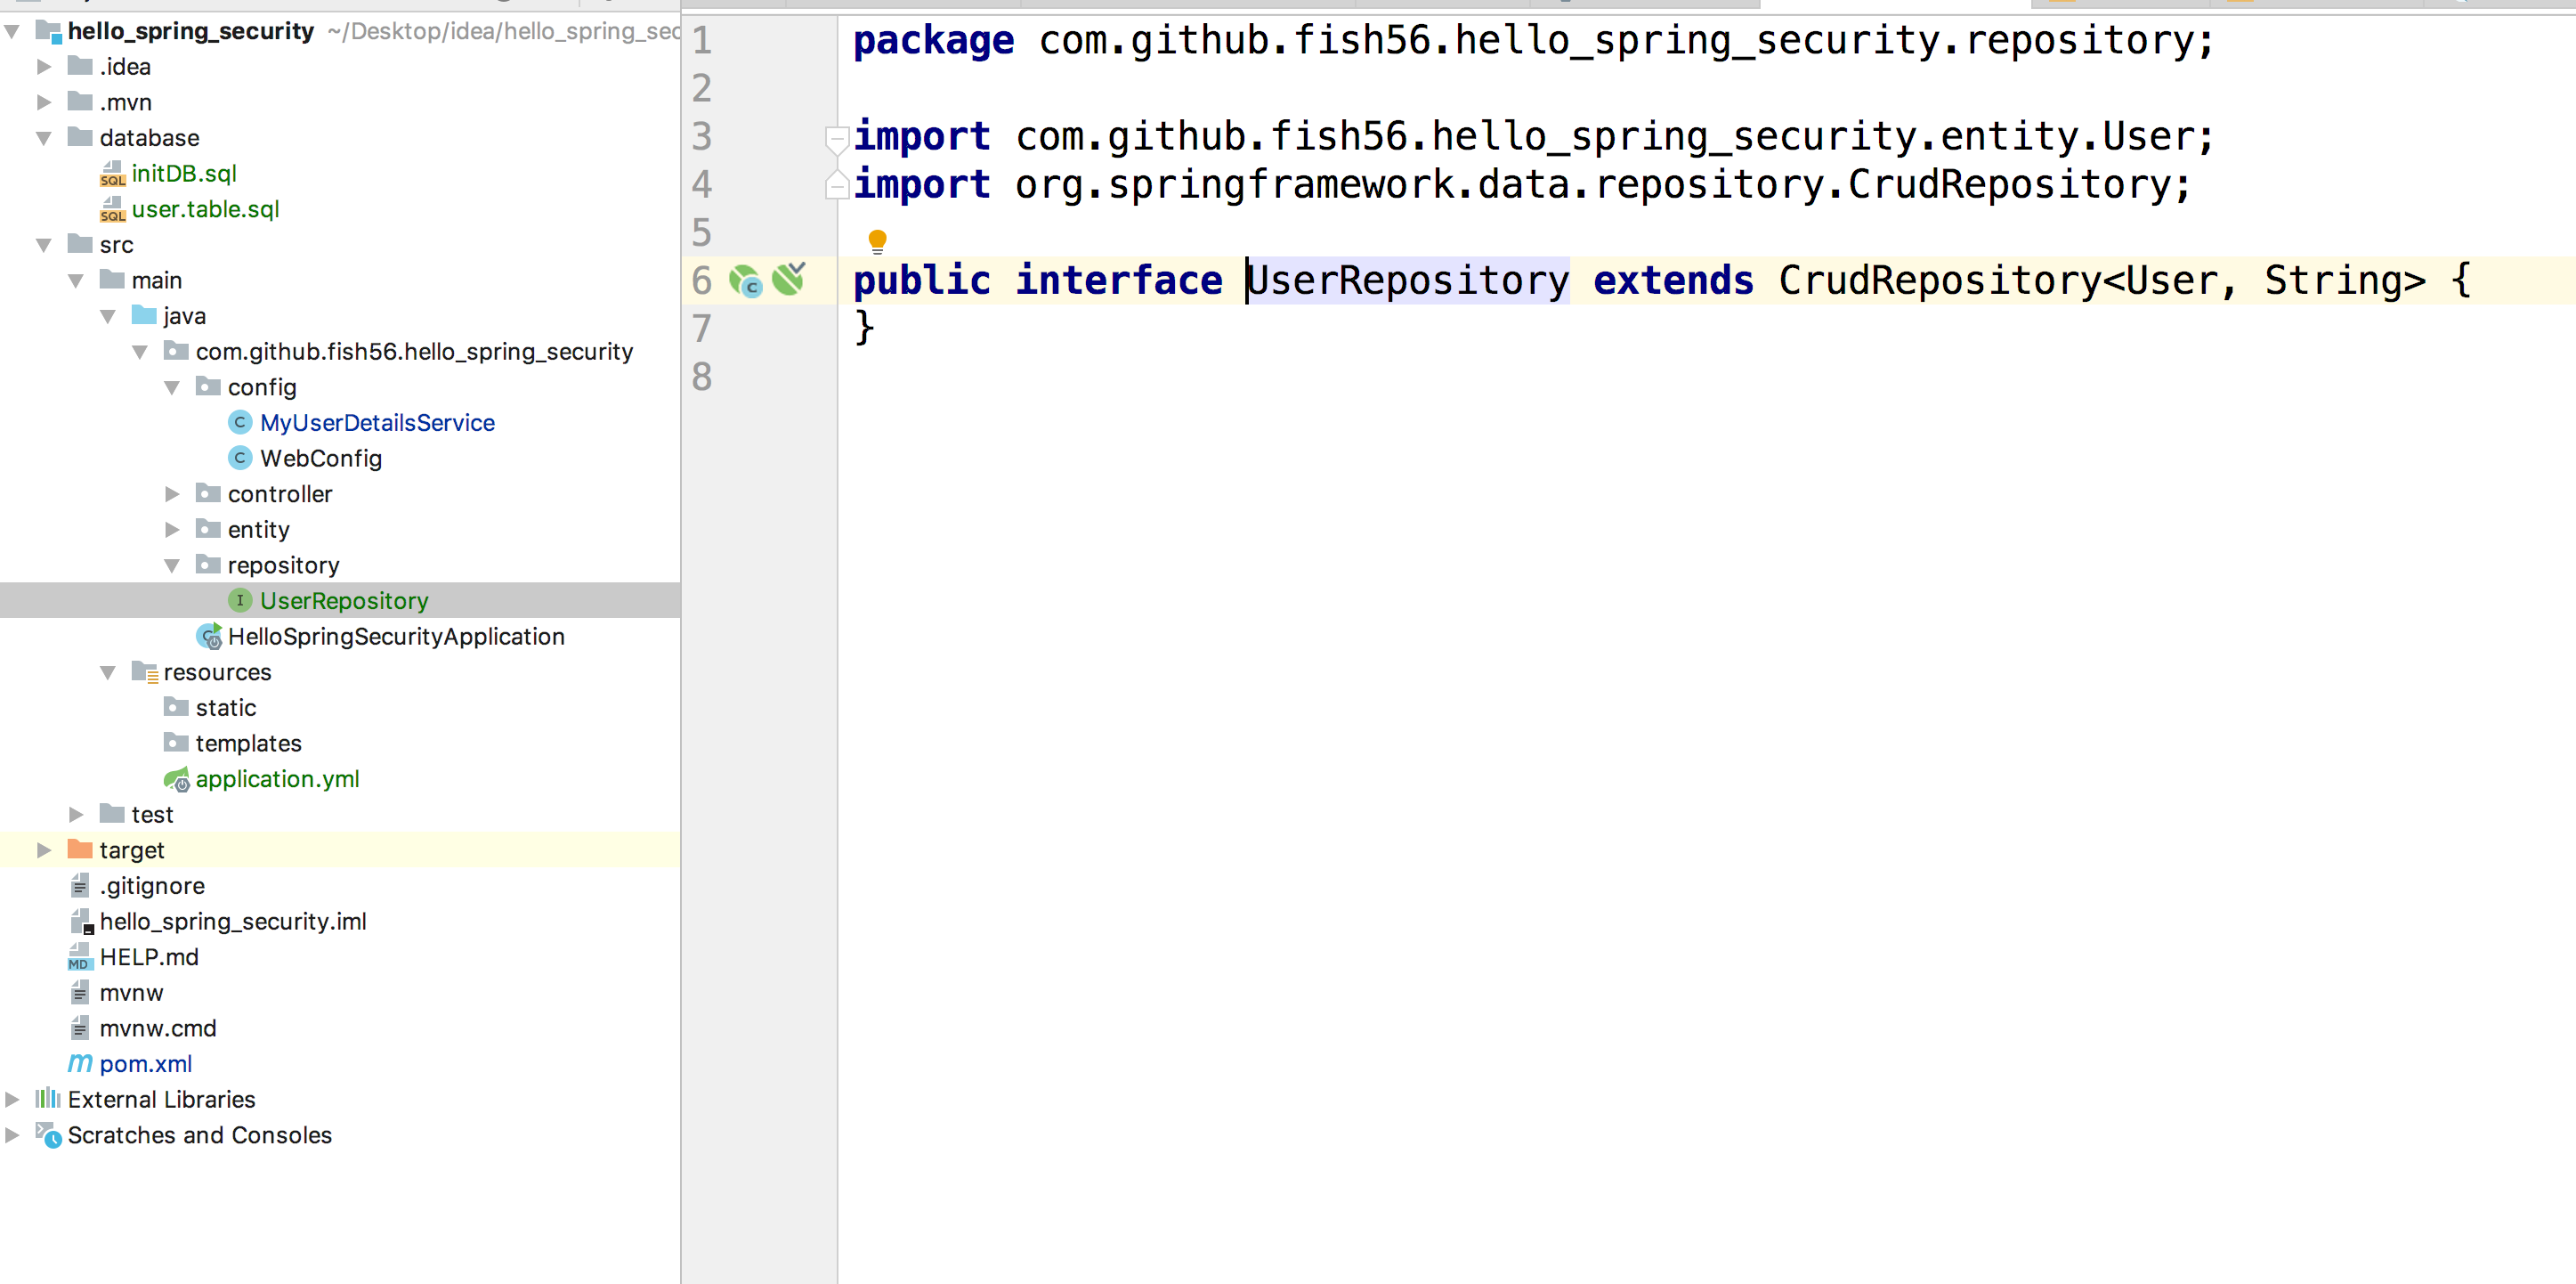 hello_spring_security ~/Desktop/idea/hello_spring_sec
.idea
.mvn
database
SQL initDB.sql
SQL user.table.sql
src
main
java
com.github.fish56.hello_spring_security
config
C MyUserDetailsService
C WebConfig
controller
entity
repository
I UserRepository
HelloSpringSecurityApplication
resources
static
templates
application.yml
test
target
.gitignore
hello_spring_security.iml
MD HELP.md
mvnw
mvnw.cmd
m pom.xml
External Libraries
Scratches and Consoles
1 package com.github.fish56.hello_spring_security.repository;
2
3 import com.github.fish56.hello_spring_security.entity.User;
4 import org.springframework.data.repository.CrudRepository;
5
6 public interface UserRepository extends CrudRepository<User, String> {
7 }
8